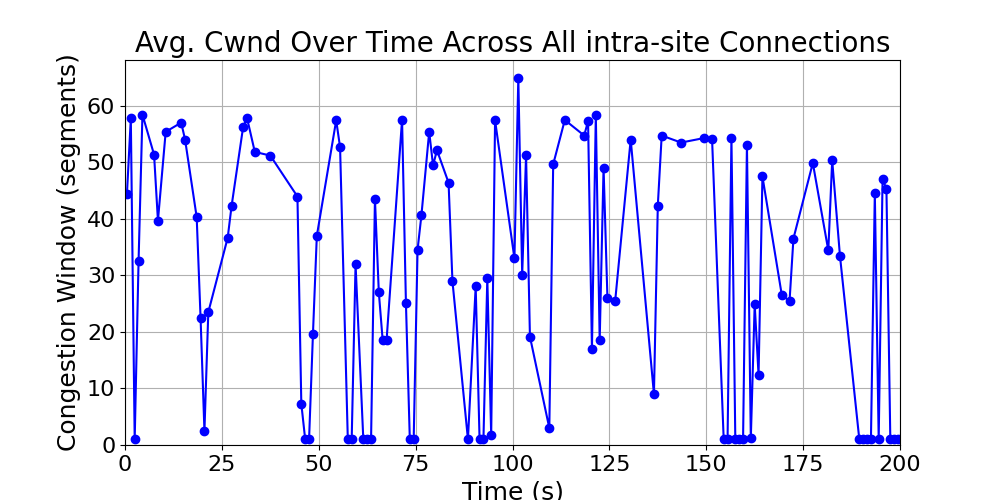 Avg. Cwnd Over Time Across All intra-site Connections
Congestion Window (segments)
60
50
40
30
20
10
0
0 25 50 75 100 125 150 175 200
Time (s)